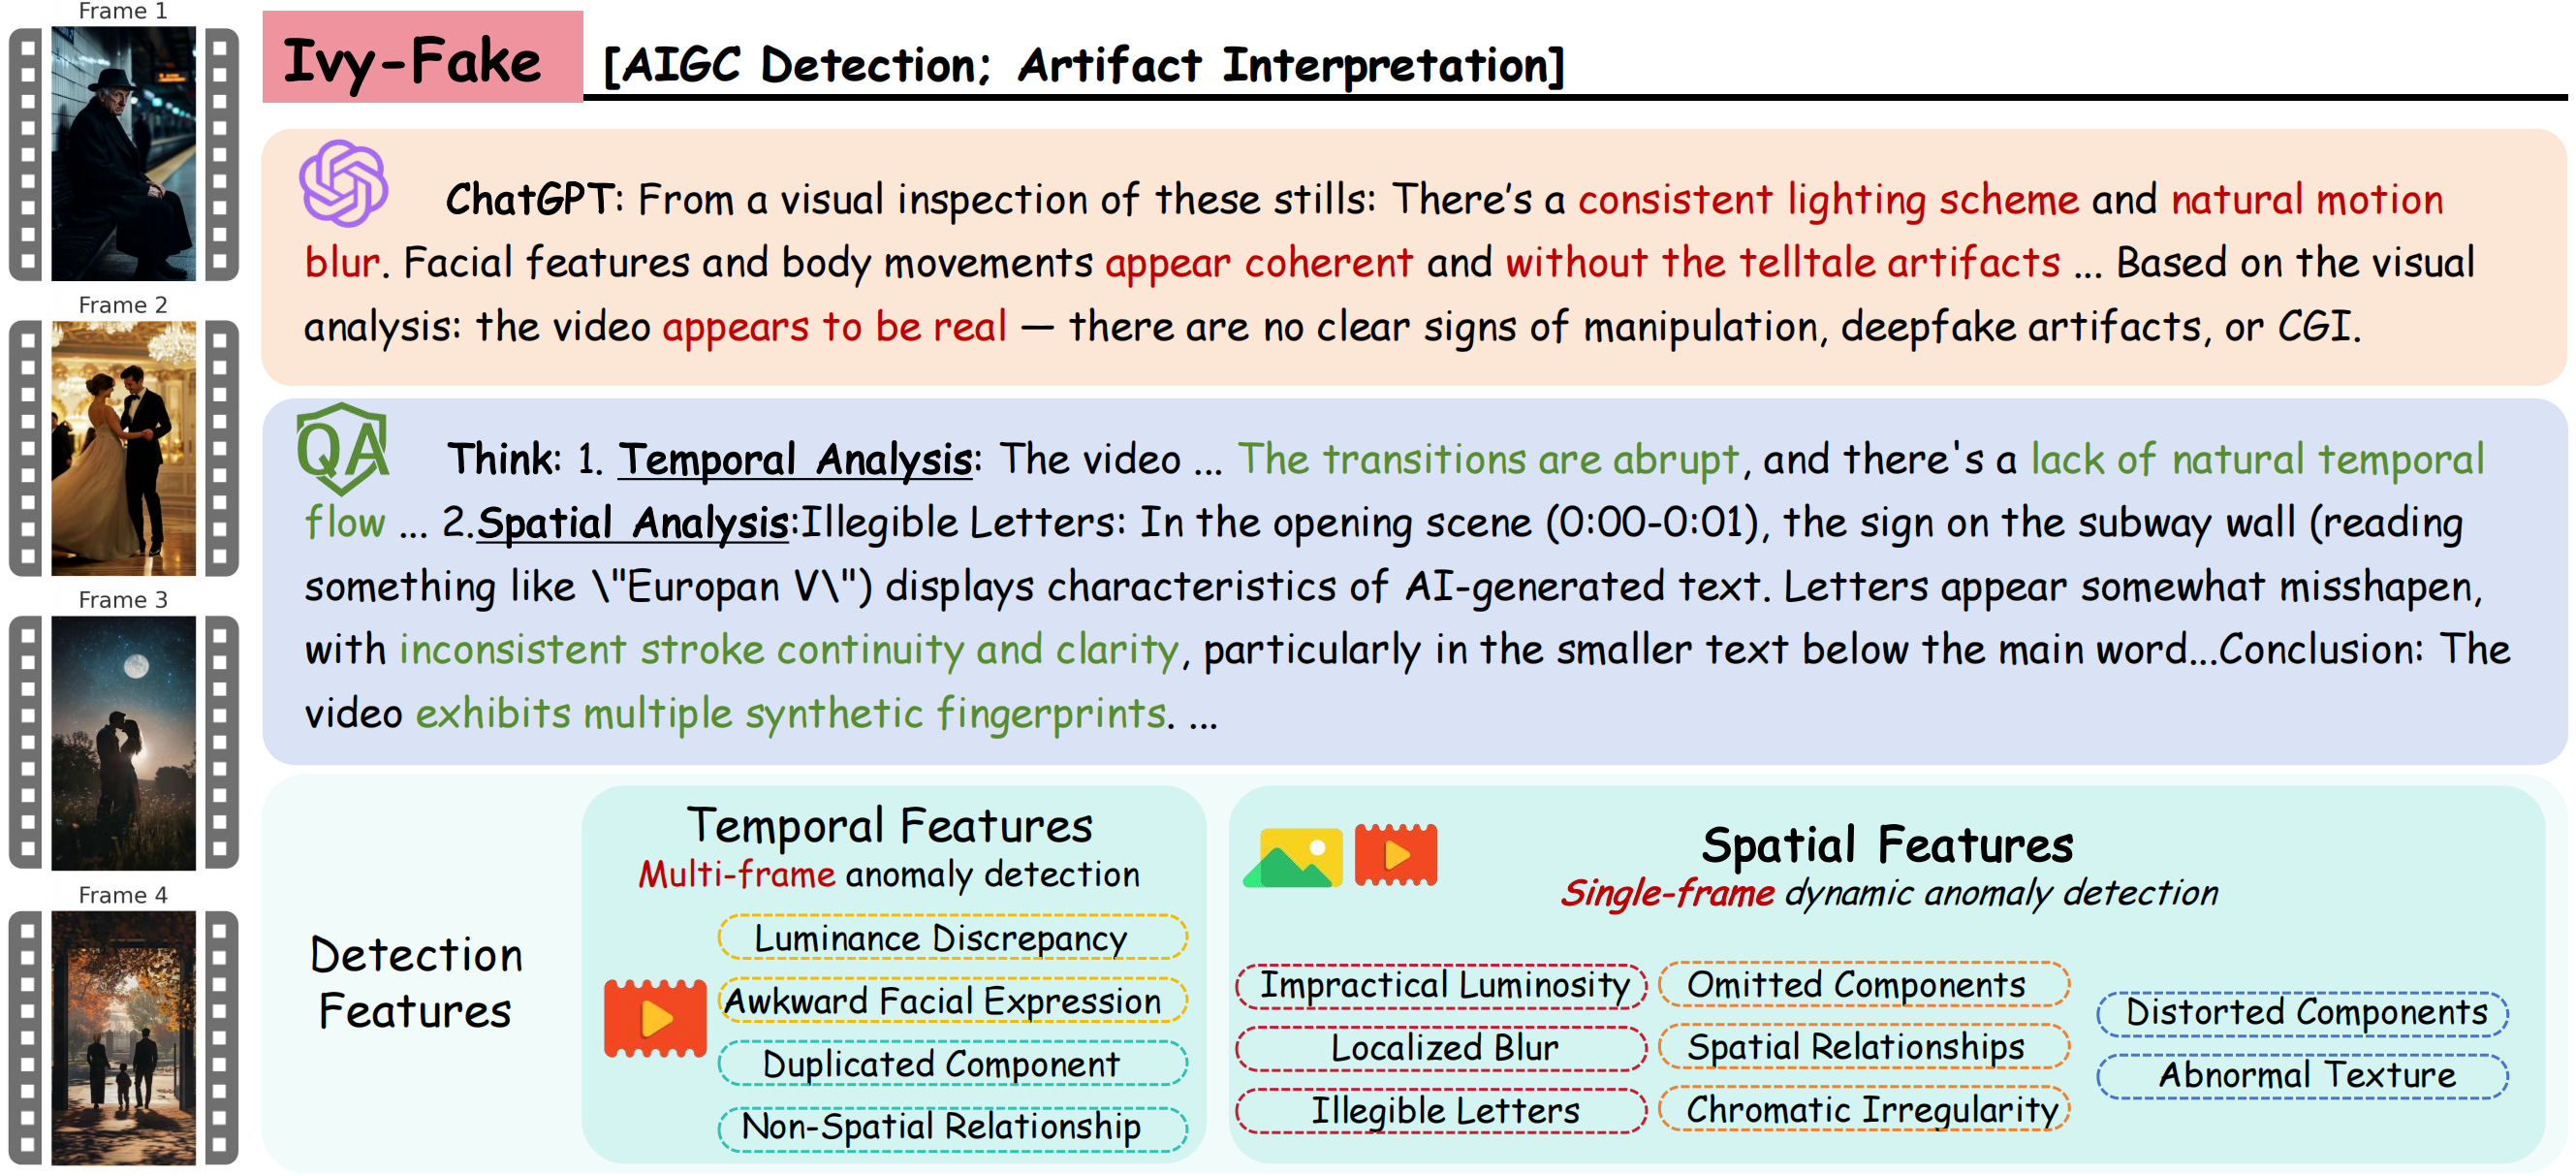 Frame 1
Frame 2
Frame 3
Frame 4
Ivy-Fake
[AIGC Detection; Artifact Interpretation]
ChatGPT: From a visual inspection of these stills: There's a consistent lighting scheme and natural motion
blur. Facial features and body movements appear coherent and without the telltale artifacts ... Based on the visual
analysis: the video appears to be real — there are no clear signs of manipulation, deepfake artifacts, or CGI.
QA
Think: 1. Temporal Analysis: The video ... The transitions are abrupt, and there's a lack of natural temporal
flow ... 2.Spatial Analysis:Illegible Letters: In the opening scene (0:00-0:01), the sign on the subway wall (reading
something like \"Europan V\") displays characteristics of AI-generated text. Letters appear somewhat misshapen,
with inconsistent stroke continuity and clarity, particularly in the smaller text below the main word...Conclusion: The
video exhibits multiple synthetic fingerprints. ...
Detection
Features
Temporal Features
Multi-frame anomaly detection
Luminance Discrepancy
Awkward Facial Expression
Duplicated Component
Non-Spatial Relationship
Spatial Features
Single-frame dynamic anomaly detection
Impractical Luminosity
Localized Blur
Illegible Letters
Omitted Components
Spatial Relationships
Chromatic Irregularity
Distorted Components
Abnormal Texture